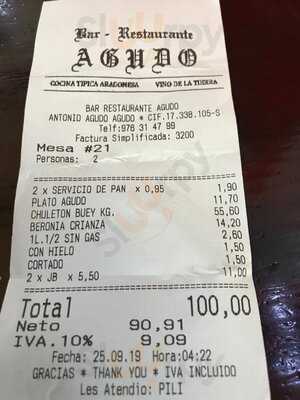 Bar - Restaurante
AGUDO
COCINA TIPICA ARAGONESA VINO DE LA TIERRA
BAR RESTAURANTE AGUDO
ANTONIO AGUDO AGUDO * CIF.17.338.105-S
Telf:976 31 47 99
Factura Simplificada: 3200
Mesa #21
Personas: 2
2 x SERVICIO DE PAN x 0,95 1,90
PLATO AGUDO 11,70
CHULETON BUEY KG. 55,60
BERONIA CRIANZA 14,20
1L.1/2 SIN GAS 2,60
CON HIELO 1,50
CORTADO 1,50
2 x JB x 5,50 11,00
Total 100,00
Neto 90,91
IVA.10% 9,09
Fecha: 25.09.19 Hora:04:22
GRACIAS * THANK YOU * IVA INCLUIDO
Les Atendio: PILI